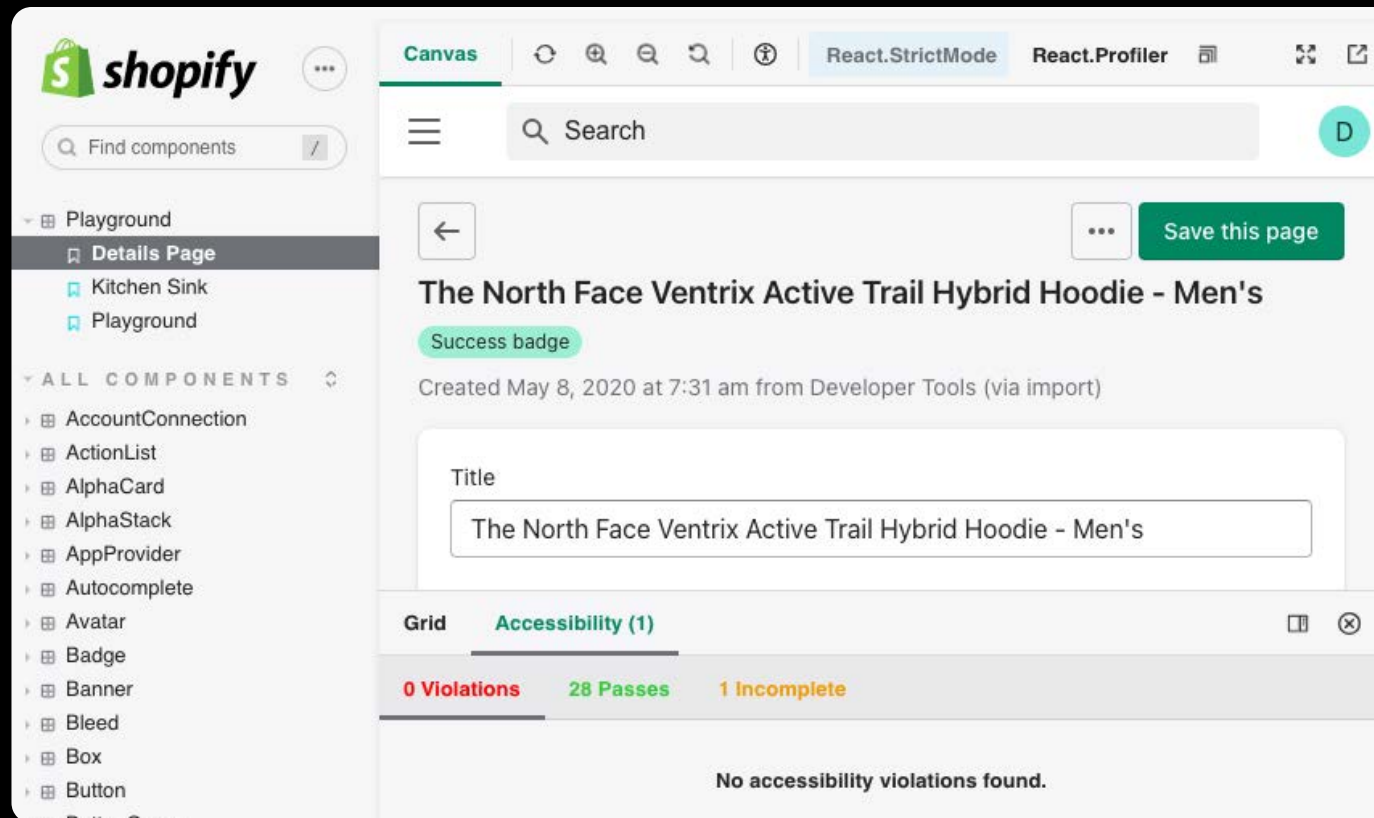 shopify
Find components /
Playground
Details Page
Kitchen Sink
Playground
ALL COMPONENTS
AccountConnection
ActionList
AlphaCard
AlphaStack
AppProvider
Autocomplete
Avatar
Badge
Banner
Bleed
Box
Button
Canvas React.StrictMode React.Profiler
Search D
Save this page
The North Face Ventrix Active Trail Hybrid Hoodie - Men's
Success badge
Created May 8, 2020 at 7:31 am from Developer Tools (via import)
Title
The North Face Ventrix Active Trail Hybrid Hoodie - Men's
Grid Accessibility (1)
0 Violations 28 Passes 1 Incomplete
No accessibility violations found.